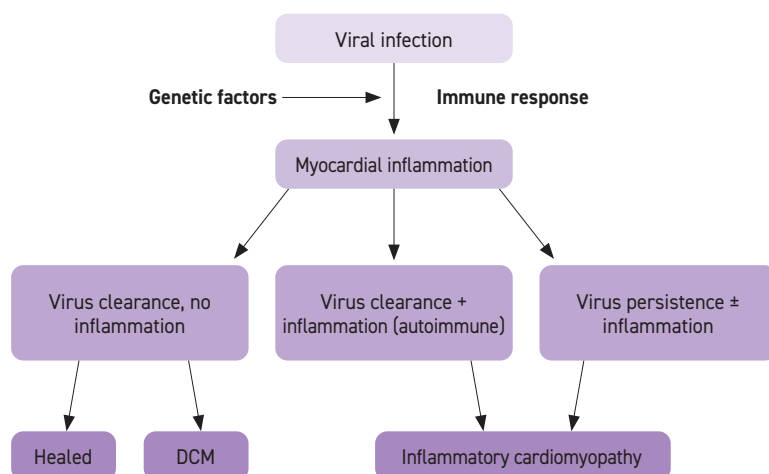 Viral infection
Genetic factors
Immune response
Myocardial inflammation
Virus clearance, no
inflammation
Virus clearance +
inflammation (autoimmune)
Virus persistence ±
inflammation
Healed
DCM
Inflammatory cardiomyopathy